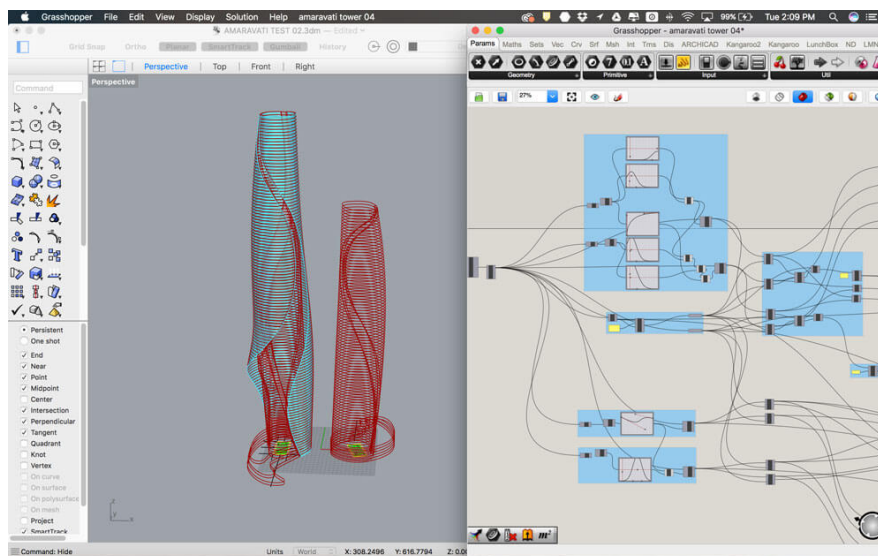 Grasshopper File Edit View Display Solution Help amaravati tower 04
99% Tue 2:09 PM
AMARAVATI TEST 02.3dm — Edited
Grid Snap Ortho Planar SmartTrack Gumball History
Perspective Top Front Right
Command
Perspective
Persistent
One shot
End
Near
Point
Midpoint
Center
Intersection
Perpendicular
Tangent
Quadrant
Knot
Vertex
On curve
On surface
On polysurface
On mesh
Project
SmartTrack
z
y
x
Command: Hide Units World X: 308.2496 Y: 616.7794 Z: 0.00
Grasshopper - amaravati tower 04*
Params Maths Sets Vec Crv Srf Msh Int Trns Dis ARCHICAD Kangaroo2 Kangaroo LunchBox ND LMN
Geometry Primitive Input Util
27%
m²